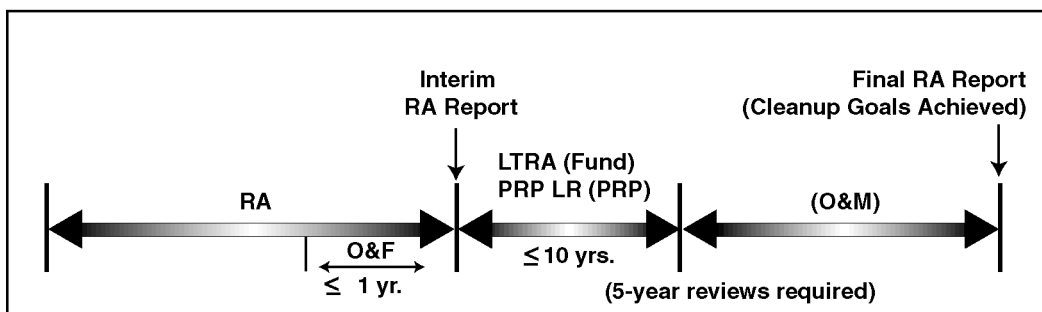 Interim
RA Report
Final RA Report
(Cleanup Goals Achieved)
LTRA (Fund)
PRP LR (PRP)
RA
(O&M)
O&F
≤ 1 yr.
≤ 10 yrs.
(5-year reviews required)